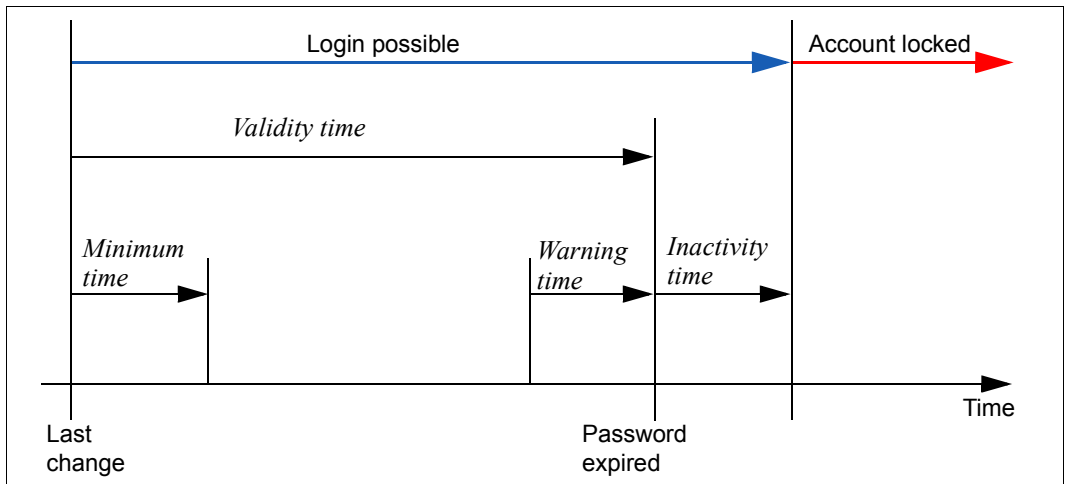 Login possible
Account locked
Validity time
Minimum
time
Warning
time
Inactivity
time
Time
Last
change
Password
expired